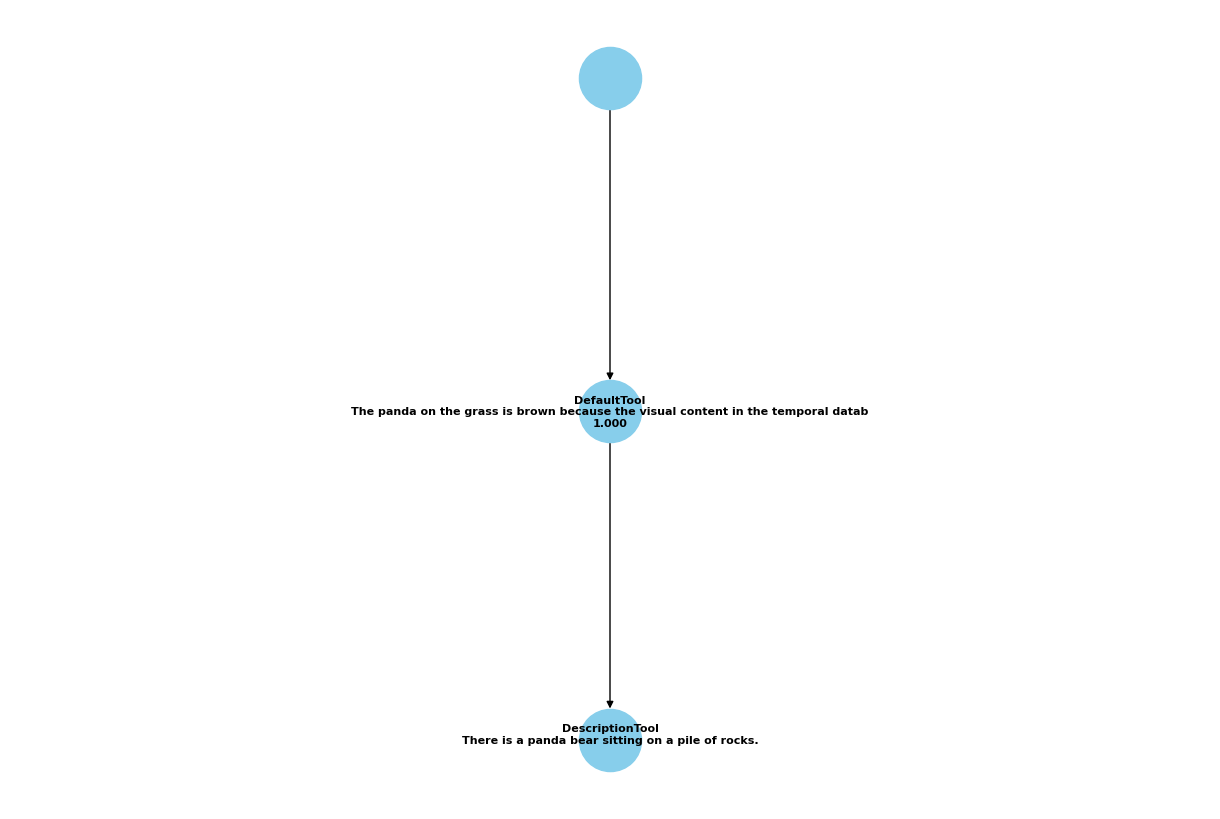 DefaultTool
The panda on the grass is brown because the visual content in the temporal datab
1.000
DescriptionTool
There is a panda bear sitting on a pile of rocks.